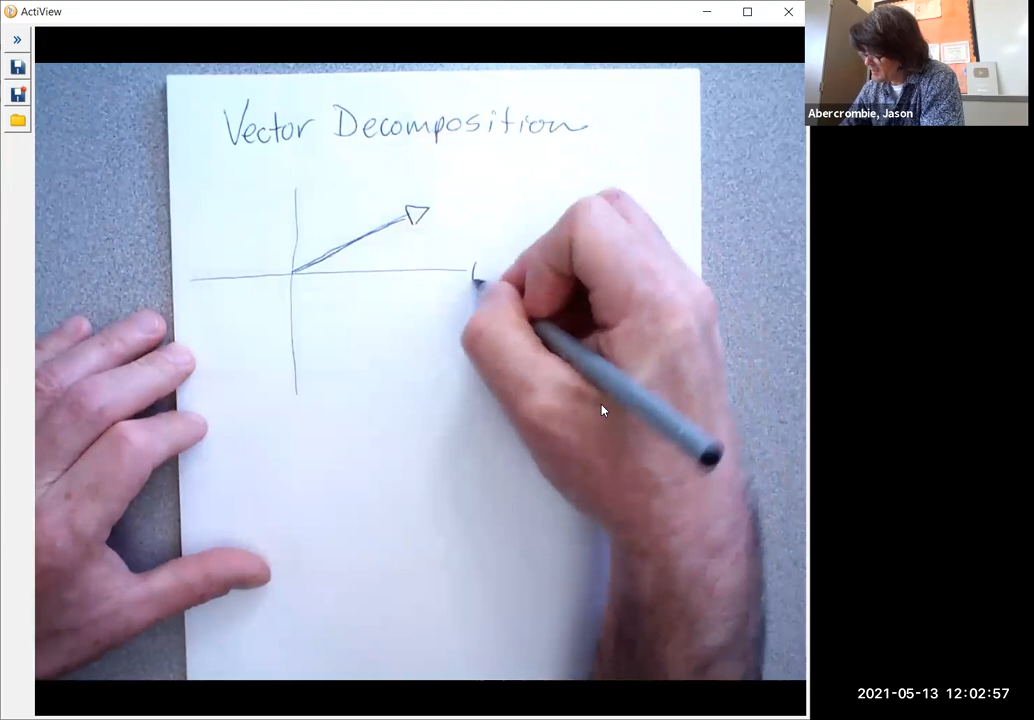 ActiView
Vector Decomposition
Abercrombie, Jason
2021-05-13 12:02:57